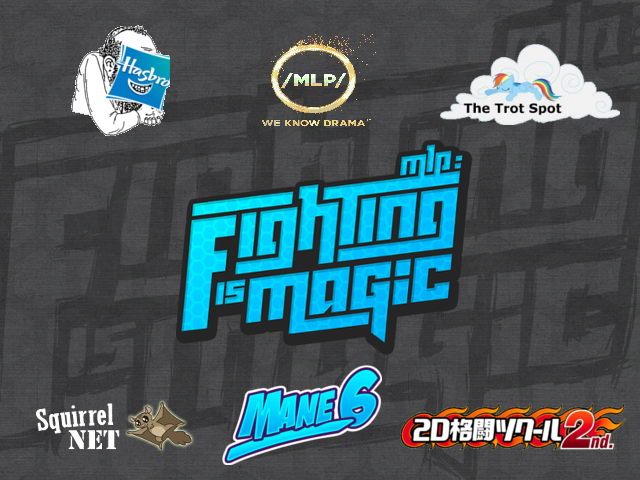 Hasbro
/MLP/
WE KNOW DRAMA™
The Trot Spot
mlp:
Fighting
is magic
Squirrel
NET
MANE 6
2D格闘ツクール2nd.